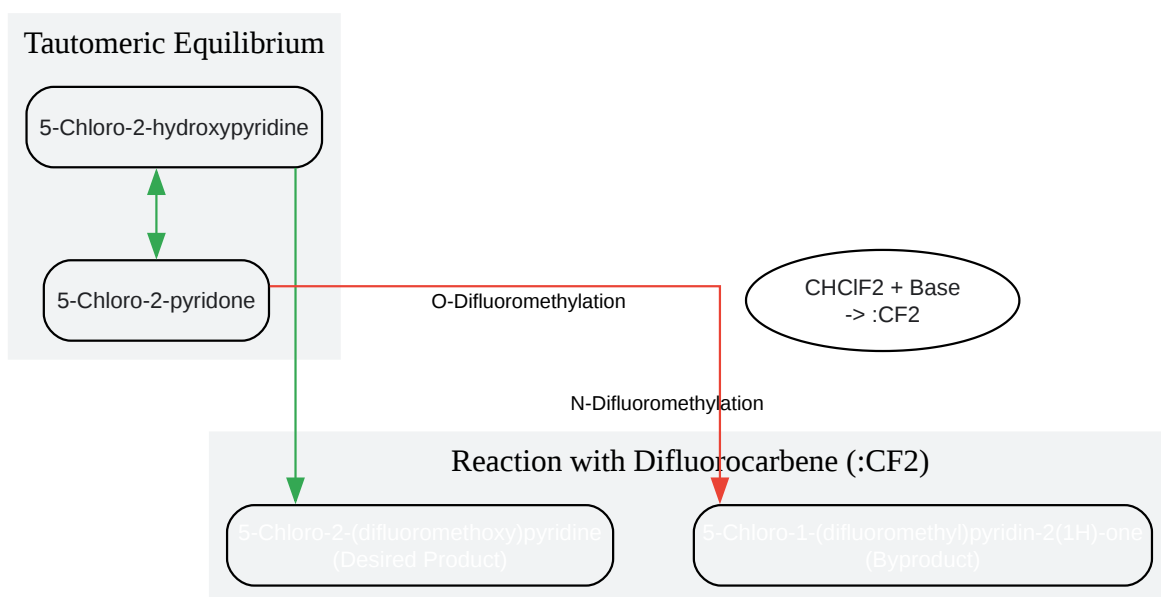 Tautomeric Equilibrium
5-Chloro-2-hydroxypyridine
5-Chloro-2-pyridone
O-Difluoromethylation
CHClF2 + Base
-> :CF2
N-Difluoromethylation
Reaction with Difluorocarbene (:CF2)
5-Chloro-2-(difluoromethoxy)pyridine
(Desired Product)
5-Chloro-1-(difluoromethyl)pyridin-2(1H)-one
(Byproduct)